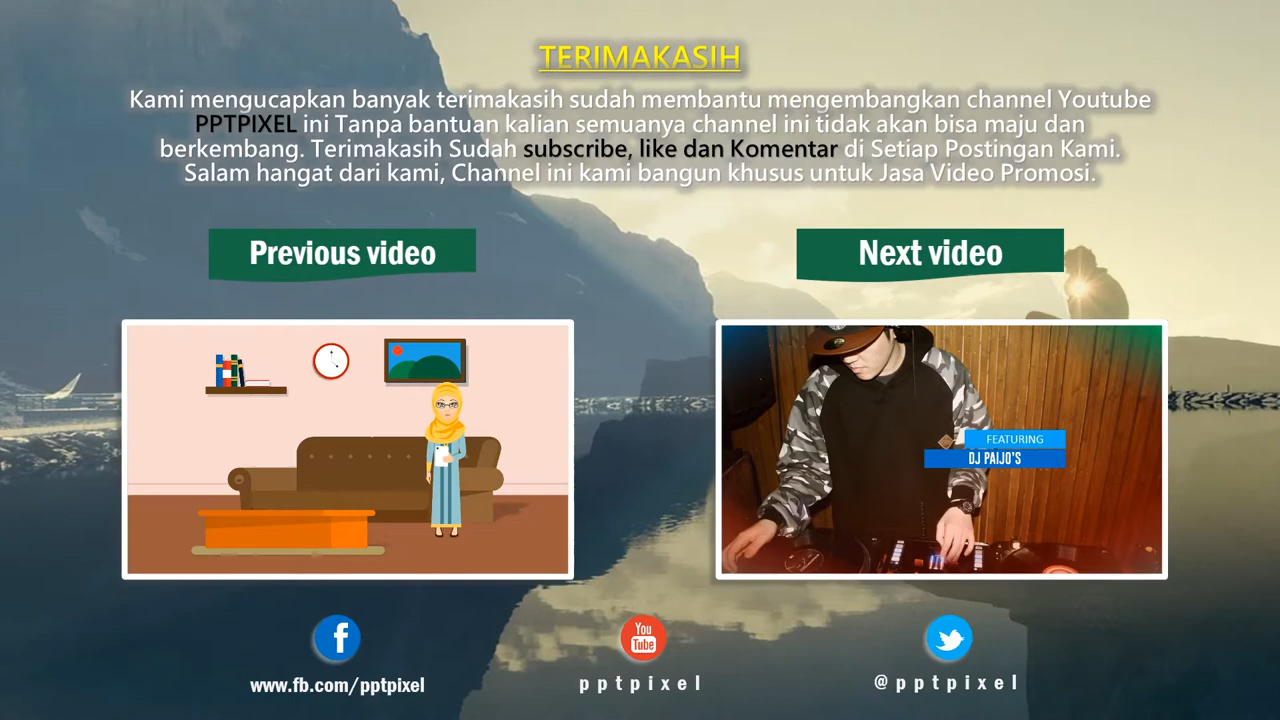 TERIMAKASIH
Kami mengucapkan banyak terimakasih sudah membantu mengembangkan channel Youtube
PPTPIXEL ini Tanpa bantuan kalian semuanya channel ini tidak akan bisa maju dan
berkembang. Terimakasih Sudah subscribe, like dan Komentar di Setiap Postingan Kami.
Salam hangat dari kami, Channel ini kami bangun khusus untuk Jasa Video Promosi.
Previous video
Next video
FEATURING
DJ PAIJO'S
f
You
Tube
www.fb.com/pptpixel
pptpixel
@pptpixel